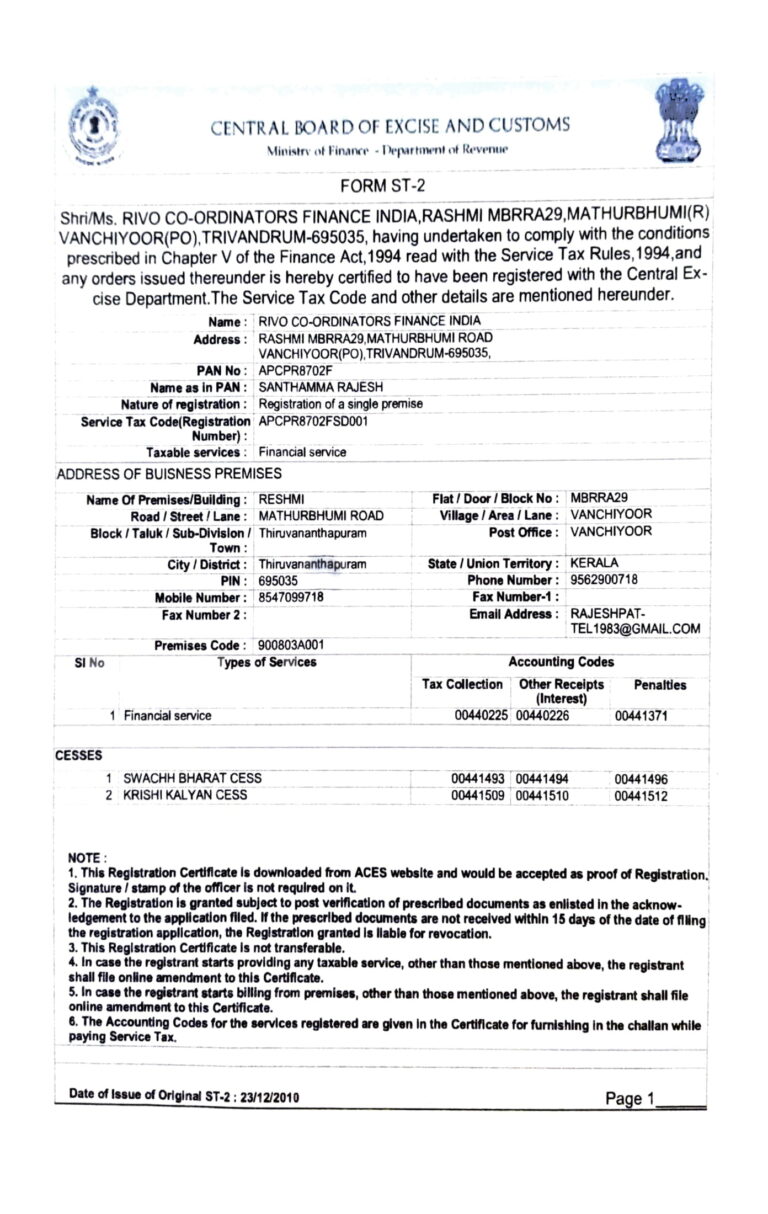 CENTRAL BOARD OF EXCISE AND CUSTOMS
Ministry of Finance - Department of Revenue
FORM ST-2
Shri/Ms. RIVO CO-ORDINATORS FINANCE INDIA,RASHMI MBRRA29,MATHURBHUMI(R)
VANCHIYOOR(PO),TRIVANDRUM-695035, having undertaken to comply with the conditions
prescribed in Chapter V of the Finance Act,1994 read with the Service Tax Rules,1994,and
any orders issued thereunder is hereby certified to have been registered with the Central Ex-
cise Department.The Service Tax Code and other details are mentioned hereunder.
Name : RIVO CO-ORDINATORS FINANCE INDIA
Address : RASHMI MBRRA29,MATHURBHUMI ROAD
VANCHIYOOR(PO),TRIVANDRUM-695035,
PAN No : APCPR8702F
Name as in PAN : SANTHAMMA RAJESH
Nature of registration : Registration of a single premise
Service Tax Code(Registration APCPR8702FSD001
Number) :
Taxable services : Financial service
ADDRESS OF BUISNESS PREMISES
Name Of Premises/Building : RESHMI Flat / Door / Block No : MBRRA29
Road / Street / Lane : MATHURBHUMI ROAD Village / Area / Lane : VANCHIYOOR
Block / Taluk / Sub-Division / Thiruvananthapuram Post Office : VANCHIYOOR
Town :
City / District : Thiruvananthapuram State / Union Territory : KERALA
PIN : 695035 Phone Number : 9562900718
Mobile Number : 8547099718 Fax Number-1 :
Fax Number 2 : Email Address : RAJESHPAT-
TEL1983@GMAIL.COM
Premises Code : 900803A001
Sl No Types of Services Accounting Codes
Tax Collection Other Receipts Penalties
(Interest)
1 Financial service 00440225 00440226 00441371
CESSES
1 SWACHH BHARAT CESS 00441493 00441494 00441496
2 KRISHI KALYAN CESS 00441509 00441510 00441512
NOTE :
1. This Registration Certificate is downloaded from ACES website and would be accepted as proof of Registration.
Signature / stamp of the officer is not required on it.
2. The Registration is granted subject to post verification of prescribed documents as enlisted in the acknow-
ledgement to the application filed. If the prescribed documents are not received within 15 days of the date of filing
the registration application, the Registration granted is liable for revocation.
3. This Registration Certificate is not transferable.
4. In case the registrant starts providing any taxable service, other than those mentioned above, the registrant
shall file online amendment to this Certificate.
5. In case the registrant starts billing from premises, other than those mentioned above, the registrant shall file
online amendment to this Certificate.
6. The Accounting Codes for the services registered are given in the Certificate for furnishing in the challan while
paying Service Tax.
Date of Issue of Original ST-2 : 23/12/2010 Page 1